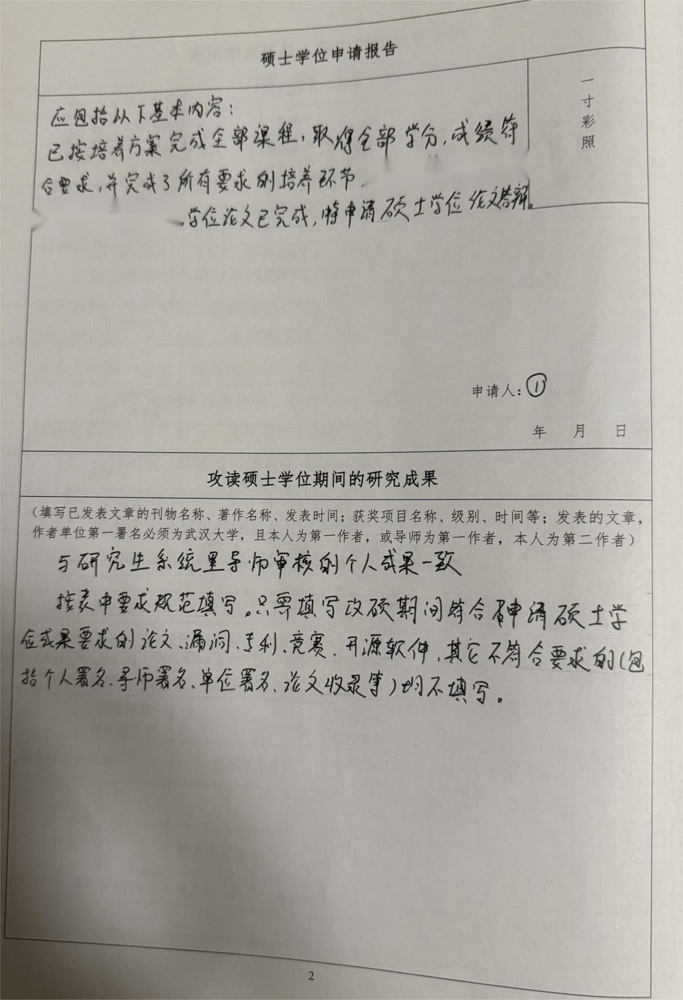 硕士学位申请报告
一寸彩照
应包括以下基本内容：
已按培养方案完成全部课程，取得全部学分，成绩符
合要求，并完成了所有要求的培养环节
学位论文已完成，特申请硕士学位论文答辩。
申请人：①
年 月 日
攻读硕士学位期间的研究成果
（填写已发表文章的刊物名称、著作名称、发表时间；获奖项目名称、级别、时间等；发表的文章，
作者单位第一署名必须为武汉大学，且本人为第一作者，或导师为第一作者，本人为第二作者）
与研究生系统里导师审核的个人成果一致
按表中要求规范填写。只需填写攻硕期间符合申请硕士学
位成果要求的论文、漏洞、专利、竞赛、开源软件，其它不符合要求的（包
括个人署名、导师署名、单位署名、论文收录等）均不填写。
2